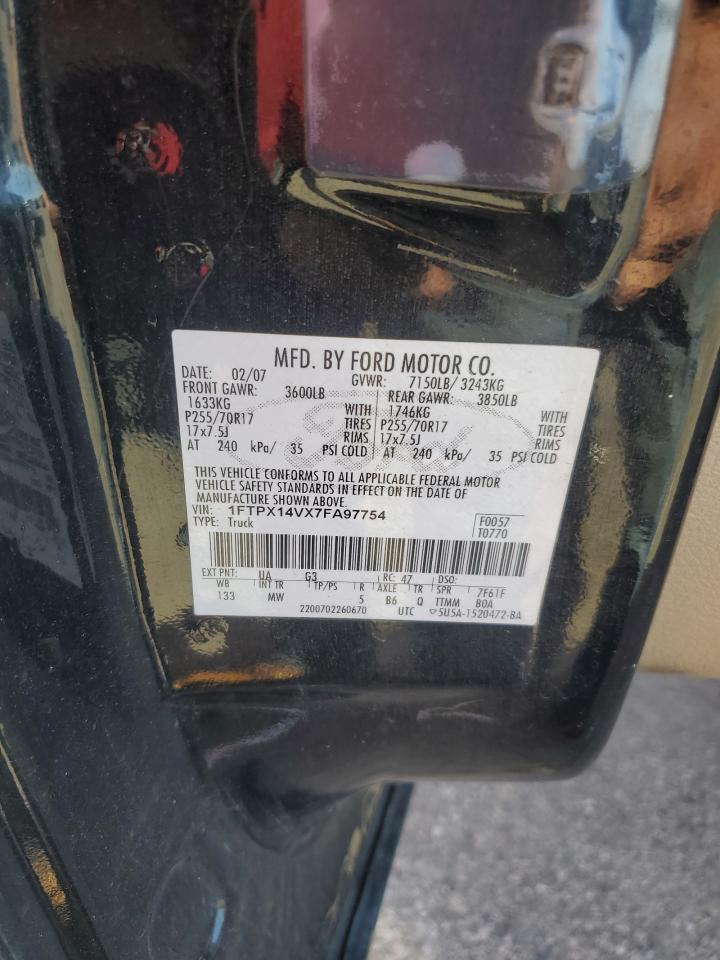 MFD. BY FORD MOTOR CO.
DATE: 02/07 GVWR: 7150LB/ 3243KG
FRONT GAWR: 3600LB REAR GAWR: 3850LB
1633KG WITH 1746KG WITH
P255/70R17 TIRES P255/70R17 TIRES
17x7.5J RIMS 17x7.5J RIMS
AT 240 kPa/ 35 PSI COLD AT 240 kPa/ 35 PSI COLD
Ford
THIS VEHICLE CONFORMS TO ALL APPLICABLE FEDERAL MOTOR
VEHICLE SAFETY STANDARDS IN EFFECT ON THE DATE OF
MANUFACTURE SHOWN ABOVE.
VIN: 1FTPX14VX7FA97754 F0057
TYPE: Truck T0770
EXT PNT: UA G3 RC: 47 DSO:
WB INT TR TP/PS R AXLE TR SPR 7F61F
133 MW 5 B6 Q TTMM B0A
2200702260670 UTC ▽5U5A-1520472-BA